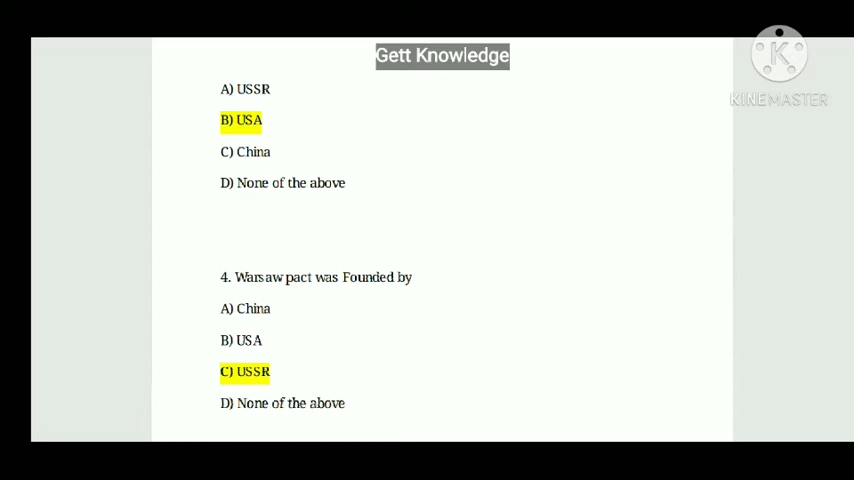 Gett Knowledge
KINEMASTER
A) USSR
B) USA
C) China
D) None of the above
4. Warsaw pact was Founded by
A) China
B) USA
C) USSR
D) None of the above